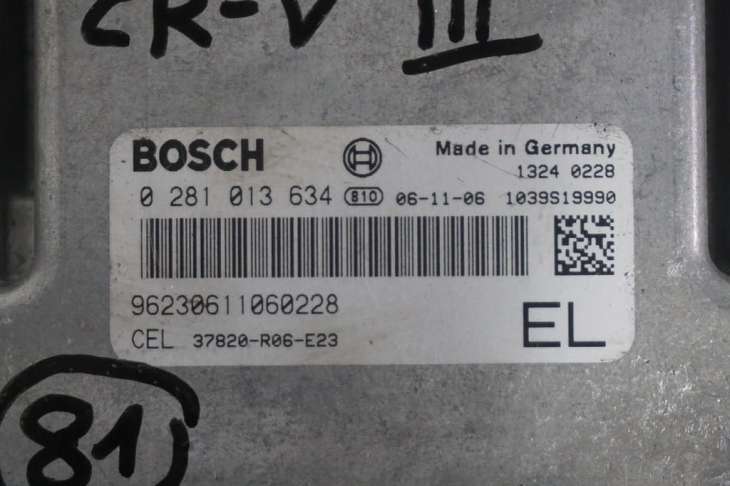 CR-V III
BOSCH Made in Germany
1324 0228
0 281 013 634 810 06-11-06 1039S19990
96230611060228
CEL 37820-R06-E23 EL
81